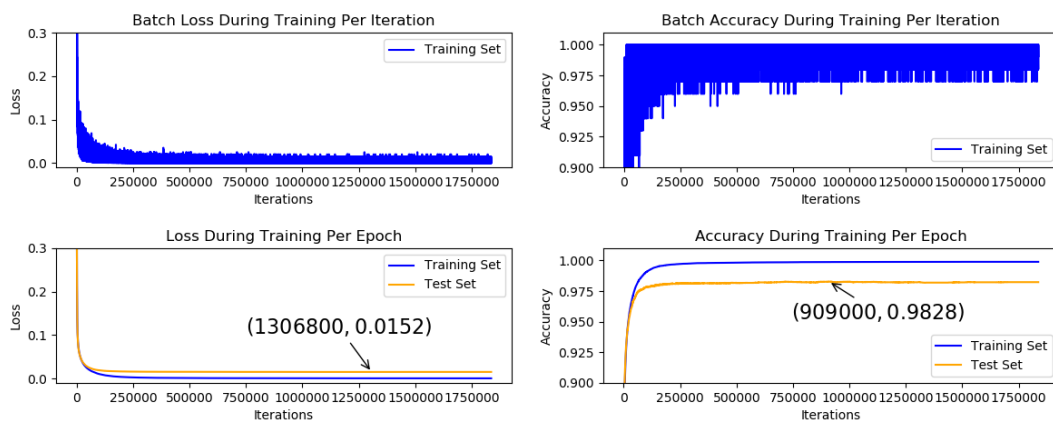 Batch Loss During Training Per Iteration
0.3
0.2
0.1
0.0
Loss
Training Set
0 250000 500000 750000 1000000 1250000 1500000 1750000
Iterations
Batch Accuracy During Training Per Iteration
1.000
0.975
0.950
0.925
0.900
Accuracy
Training Set
0 250000 500000 750000 1000000 1250000 1500000 1750000
Iterations
Loss During Training Per Epoch
0.3
0.2
0.1
0.0
Loss
Training Set
Test Set
(1306800, 0.0152)
0 250000 500000 750000 1000000 1250000 1500000 1750000
Iterations
Accuracy During Training Per Epoch
1.000
0.975
0.950
0.925
0.900
Accuracy
(909000, 0.9828)
Training Set
Test Set
0 250000 500000 750000 1000000 1250000 1500000 1750000
Iterations